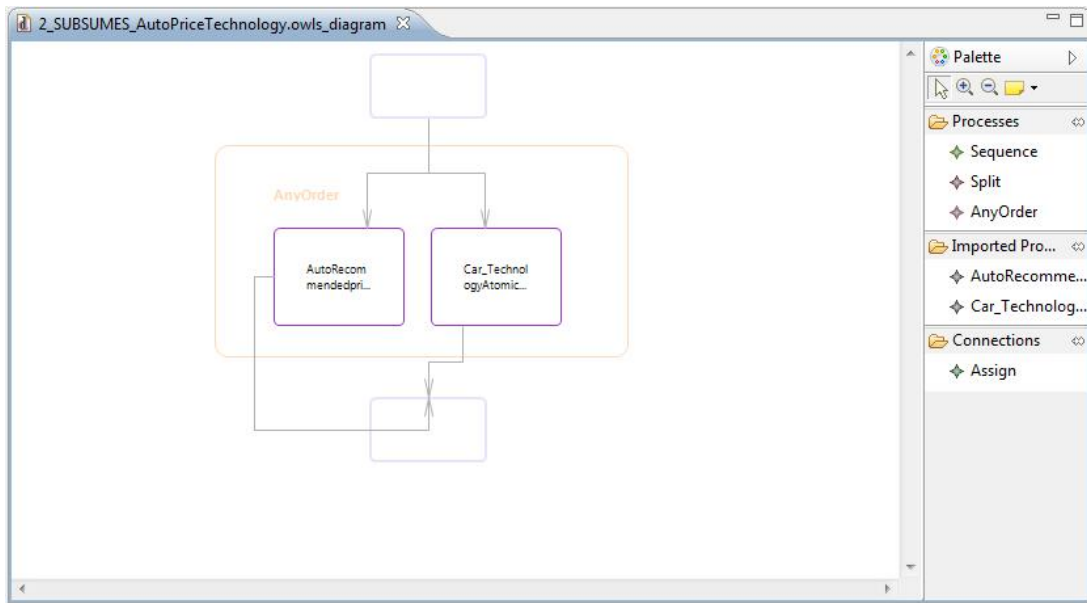 2_SUBSUMES_AutoPriceTechnology.owls_diagram
Palette
Processes
Sequence
Split
AnyOrder
Imported Pro...
AutoRecomme...
Car_Technolog...
Connections
Assign
AnyOrder
AutoRecom
mendedpri...
Car_Technol
ogyAtomic...